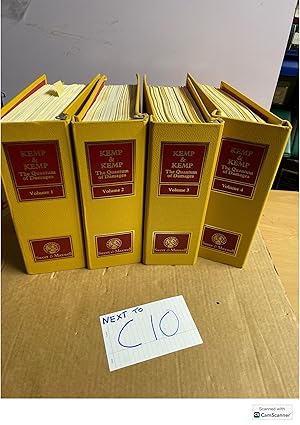 KEMP
&
KEMP
The Quantum
of Damages
Volume 1
Sweet & Maxwell
KEMP
&
KEMP
The Quantum
of Damages
Volume 2
Sweet & Maxwell
KEMP
&
KEMP
The Quantum
of Damages
Volume 3
Sweet & Maxwell
KEMP
&
KEMP
The Quantum
of Damages
Volume 4
Sweet & Maxwell
NEXT TO
C10
Scanned with
CS CamScanner